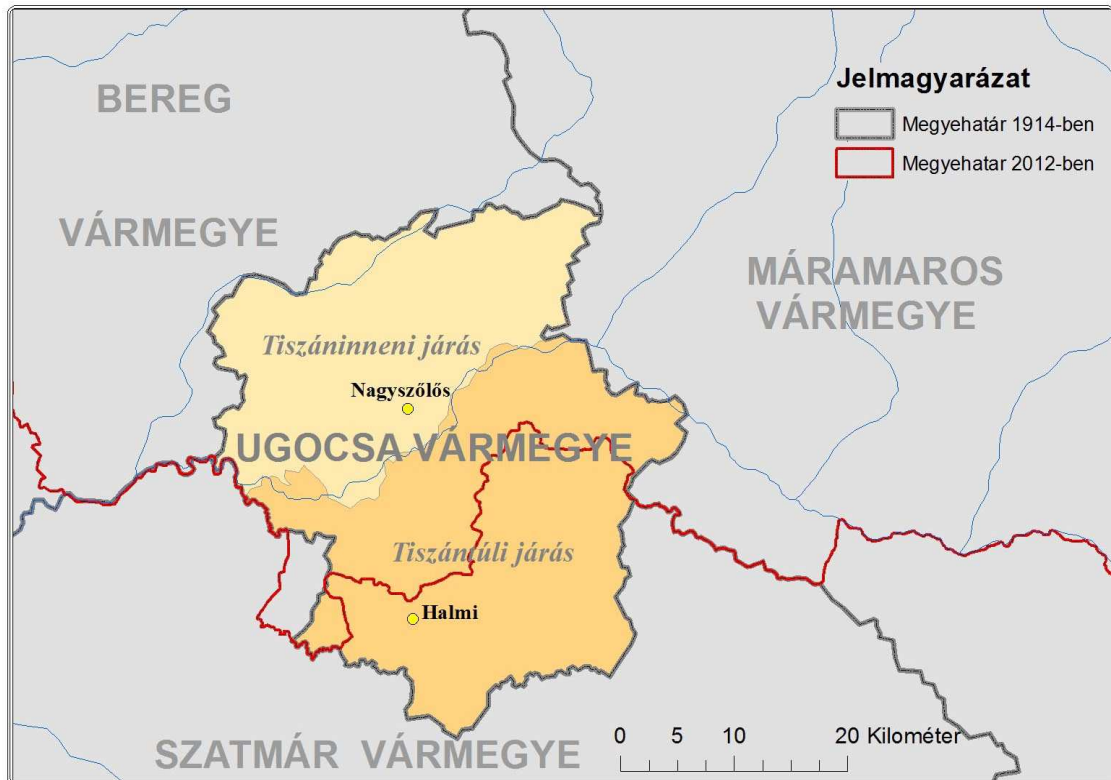 BEREG
VÁRMEGYE
Jelmagyarázat
Megyehatár 1914-ben
Megyehatar 2012-ben
MÁRAMAROS
VÁRMEGYE
Tiszáninneni járás
Nagyszőlős
UGOCSA VÁRMEGYE
Tiszántúli járás
Halmi
SZATMÁR VÁRMEGYE
0 5 10 20 Kilométer